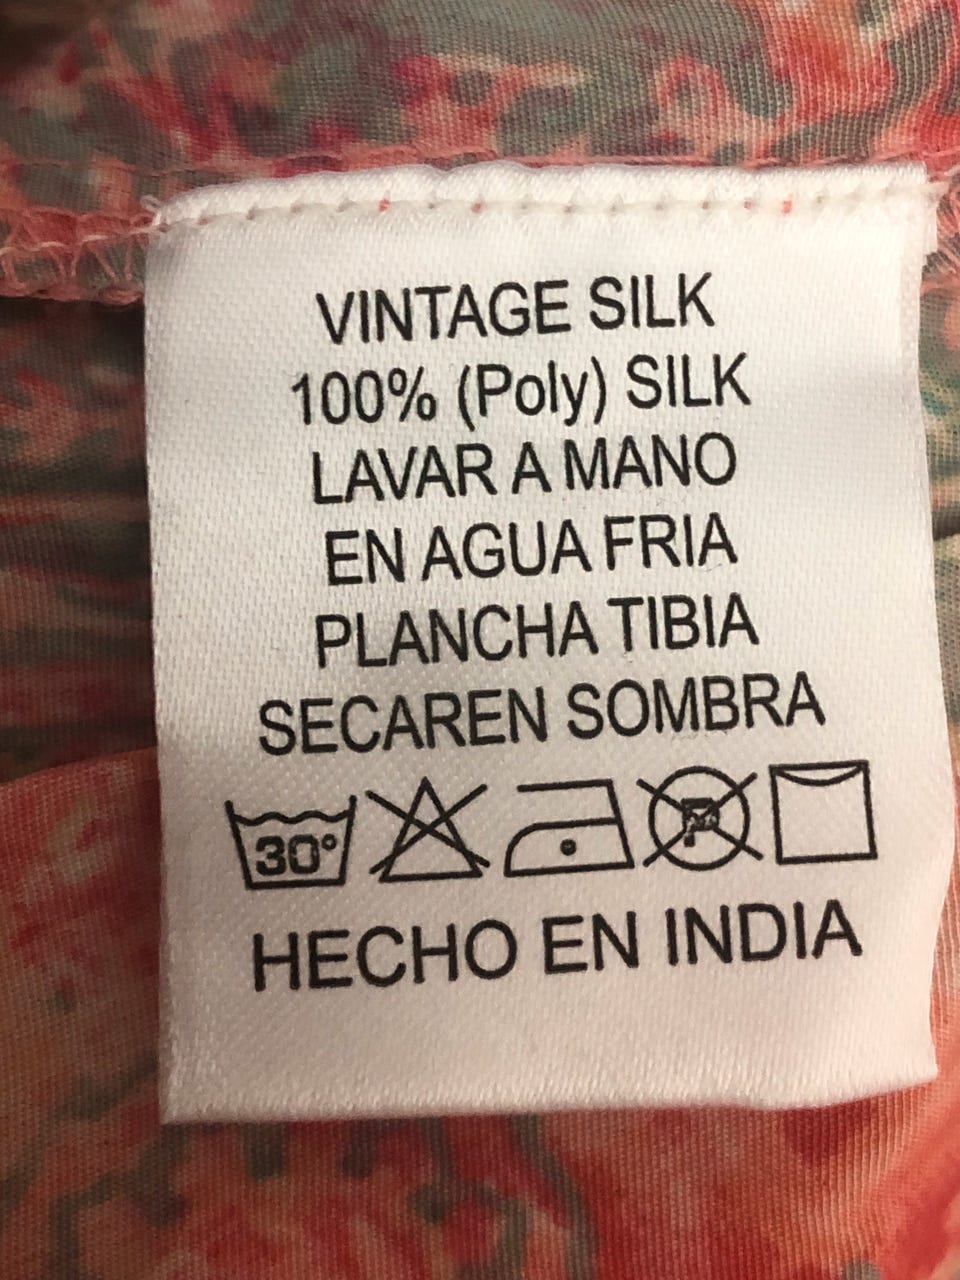 VINTAGE SILK
100% (Poly) SILK
LAVAR A MANO
EN AGUA FRIA
PLANCHA TIBIA
SECAREN SOMBRA
30° P
HECHO EN INDIA